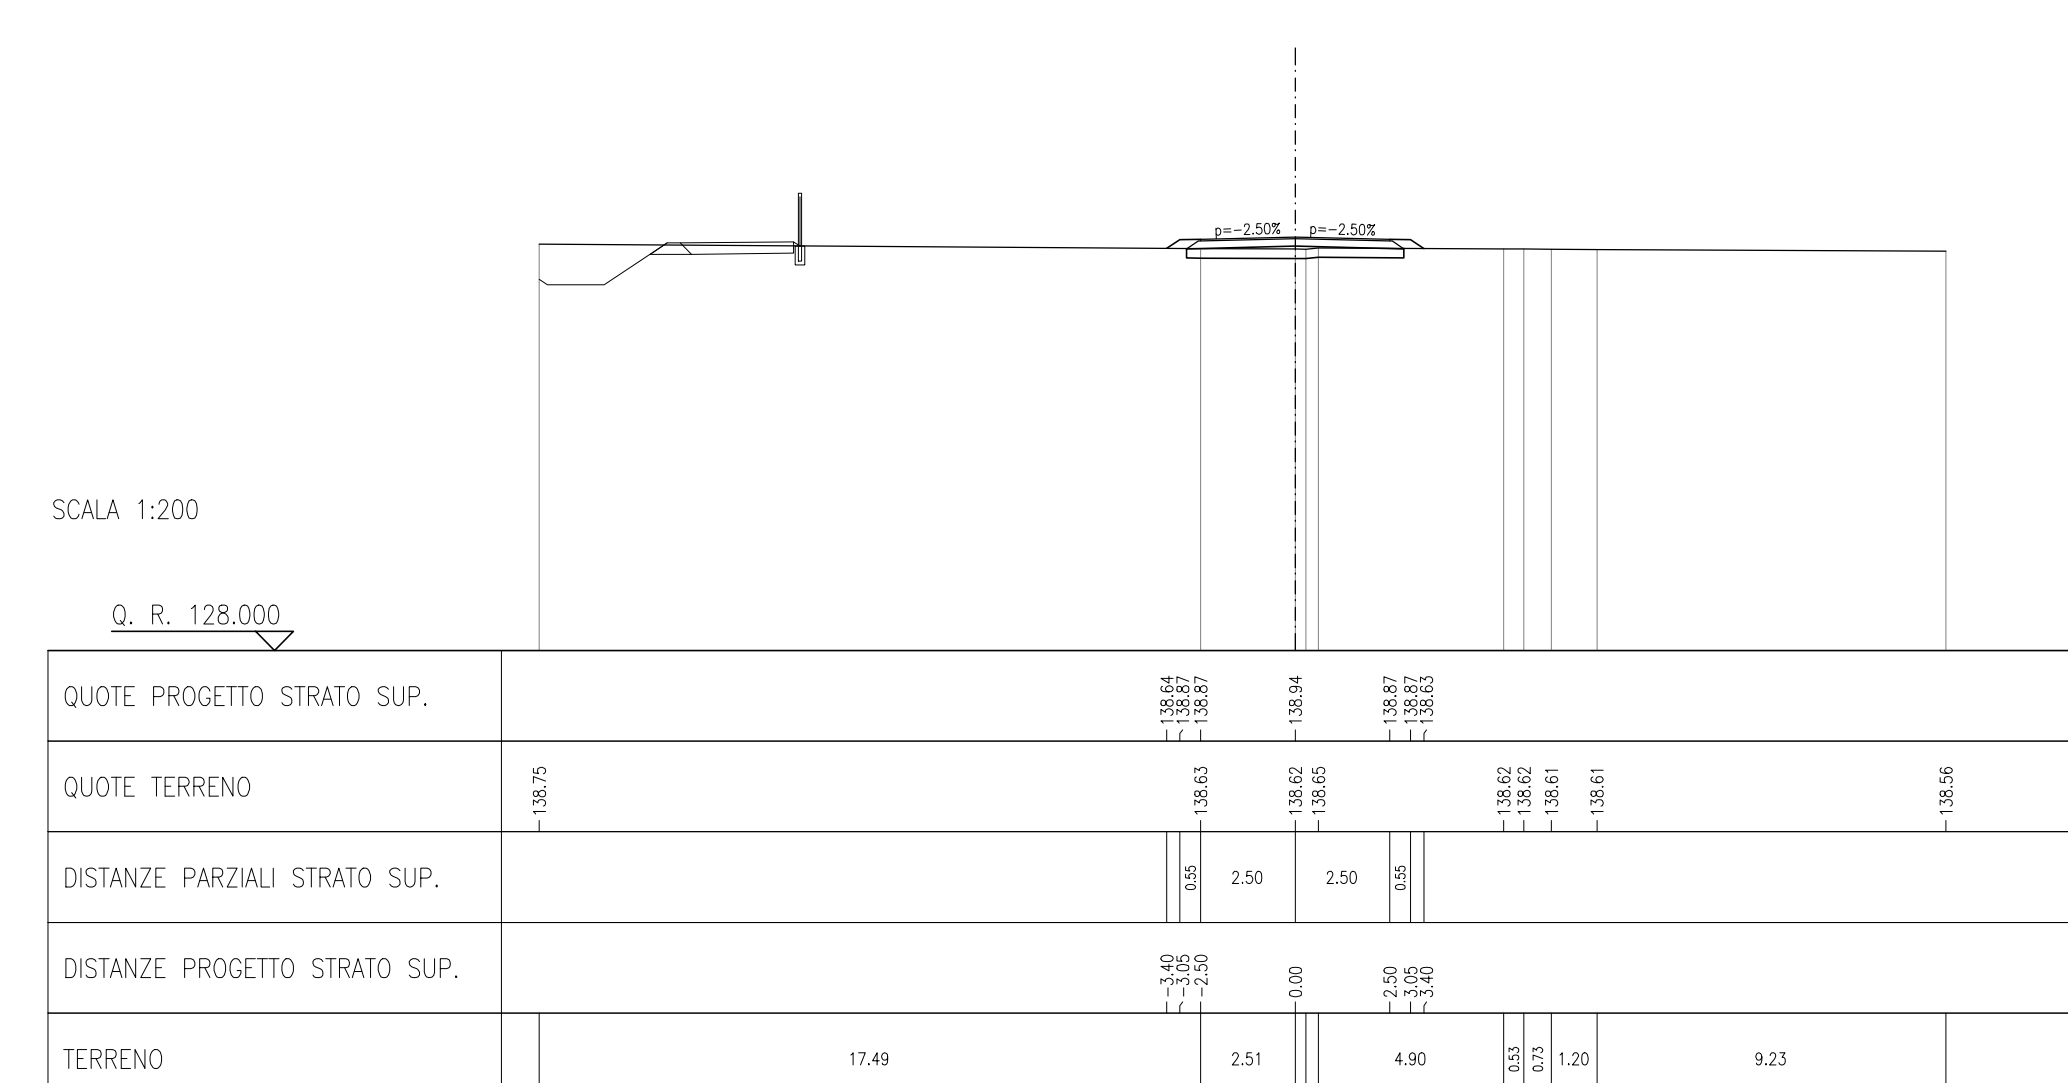 p=-2.50% p=-2.50%
SCALA 1:200
Q. R. 128.000
QUOTE PROGETTO STRATO SUP. 138.64 138.87 138.87 138.94 138.87 138.87 138.63
QUOTE TERRENO 138.75 138.63 138.62 138.65 138.62 138.62 138.61 138.61 138.56
DISTANZE PARZIALI STRATO SUP. 0.55 2.50 2.50 0.55
DISTANZE PROGETTO STRATO SUP. -3.40 -3.05 -2.50 0.00 2.50 3.05 3.40
TERRENO 17.49 2.51 4.90 0.53 0.73 1.20 9.23